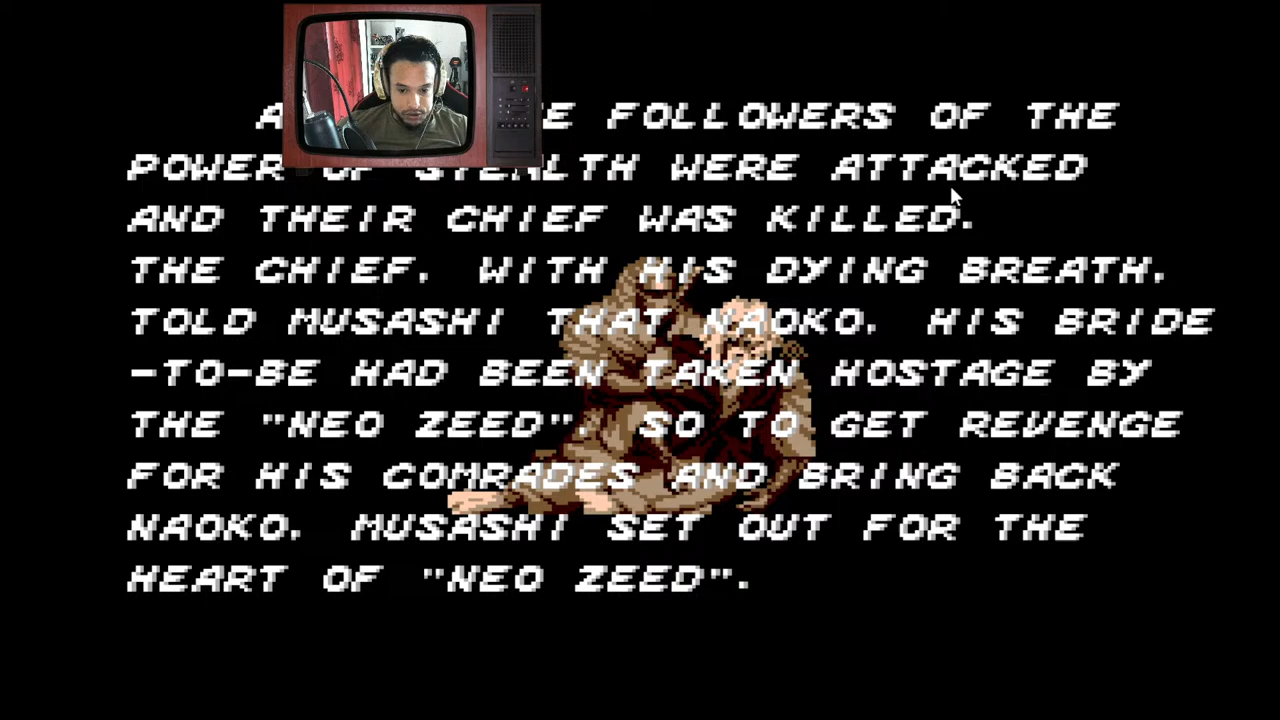 FOLLOWERS OF THE
POWER OF STEALTH WERE ATTACKED
AND THEIR CHIEF WAS KILLED.
THE CHIEF. WITH HIS DYING BREATH.
TOLD MUSASHI THAT NAOKO. HIS BRIDE
-TO-BE HAD BEEN TAKEN HOSTAGE BY
THE "NEO ZEED". SO TO GET REVENGE
FOR HIS COMRADES AND BRING BACK
NAOKO. MUSASHI SET OUT FOR THE
HEART OF "NEO ZEED".